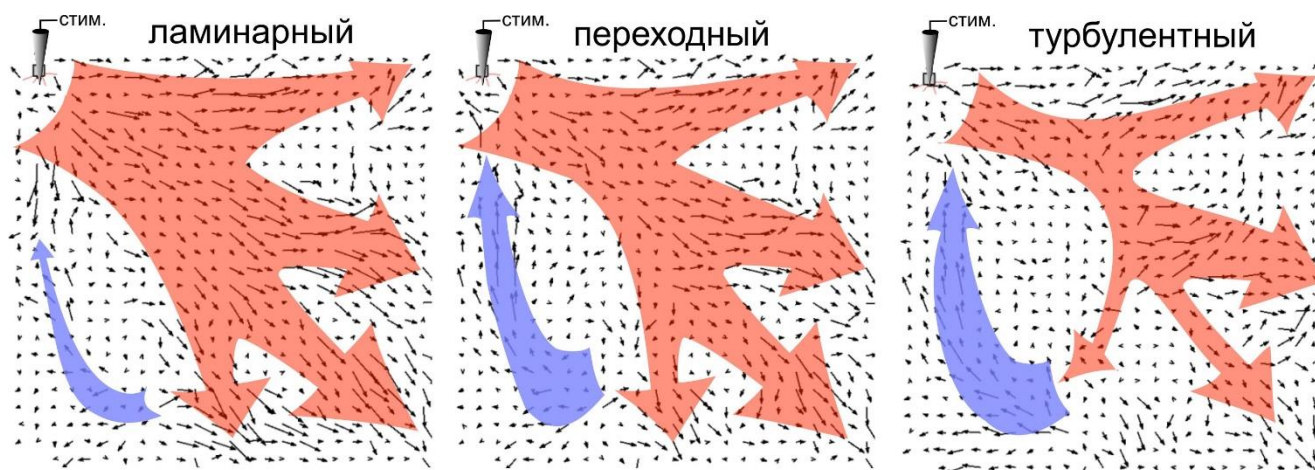 стим.
ламинарный
стим.
переходный
стим.
турбулентный